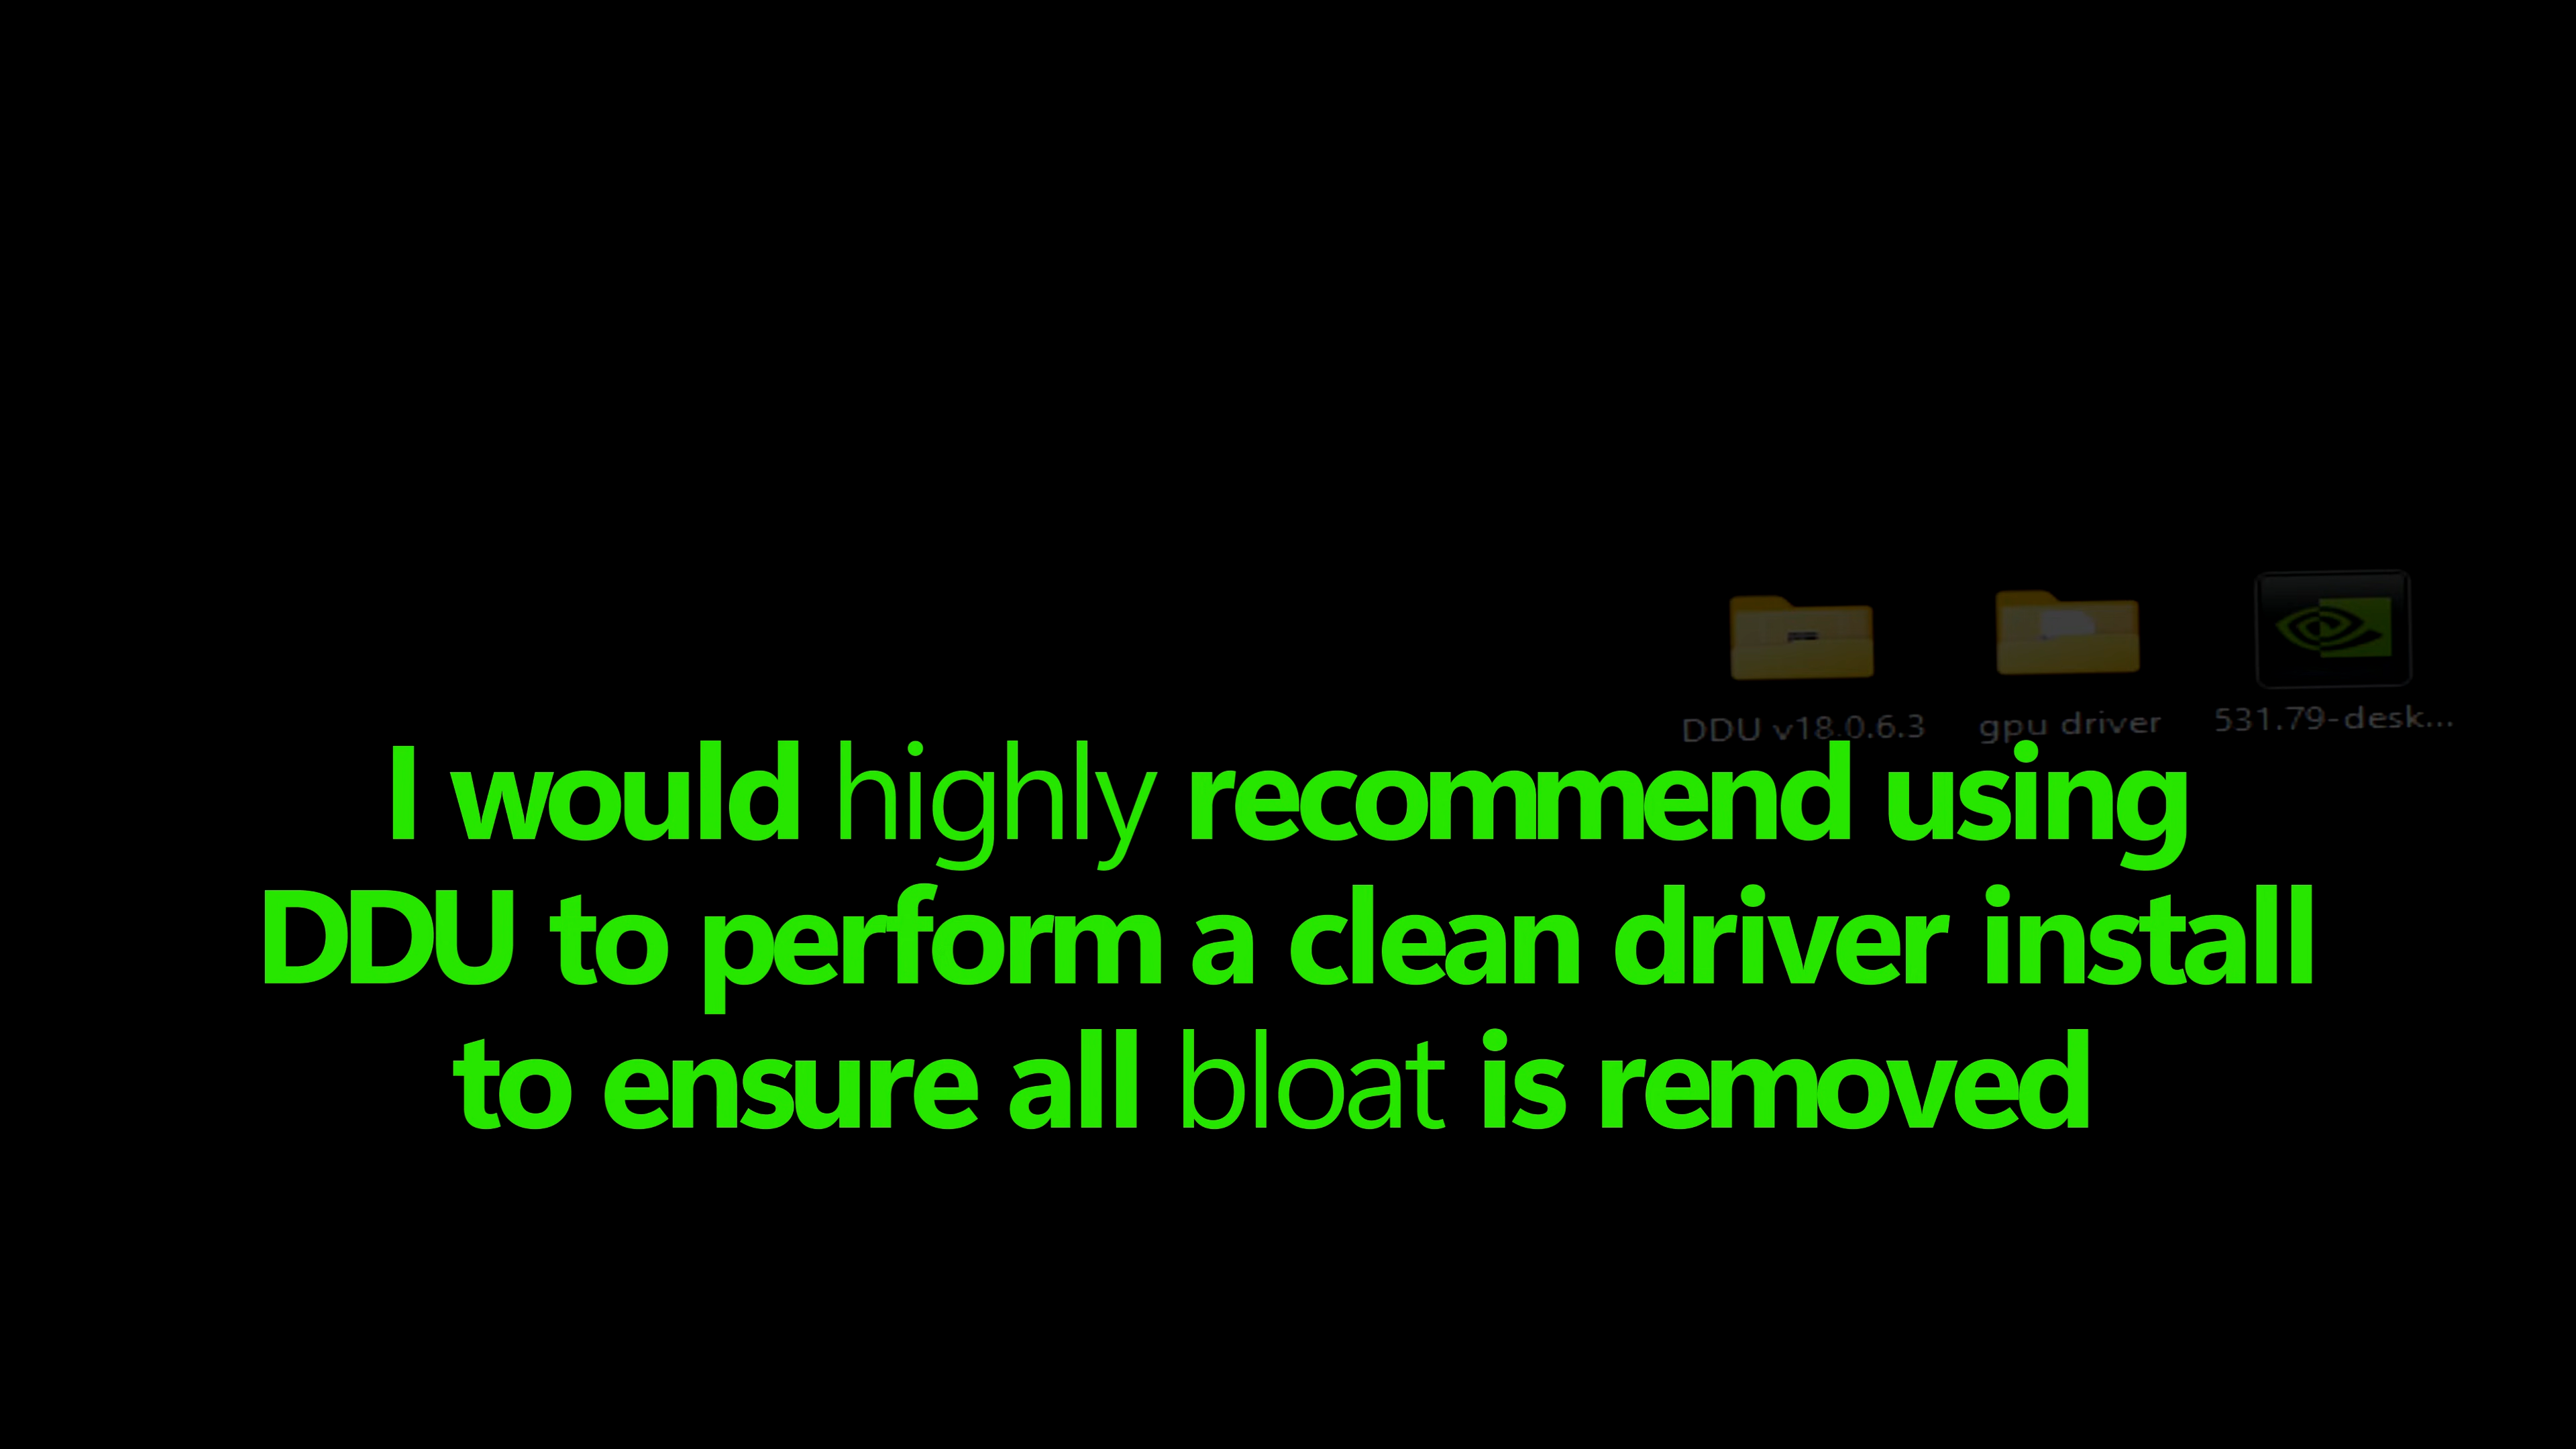 DDU v18.0.6.3 gpu driver 531.79-desk...
I would highly recommend using
DDU to perform a clean driver install
to ensure all bloat is removed